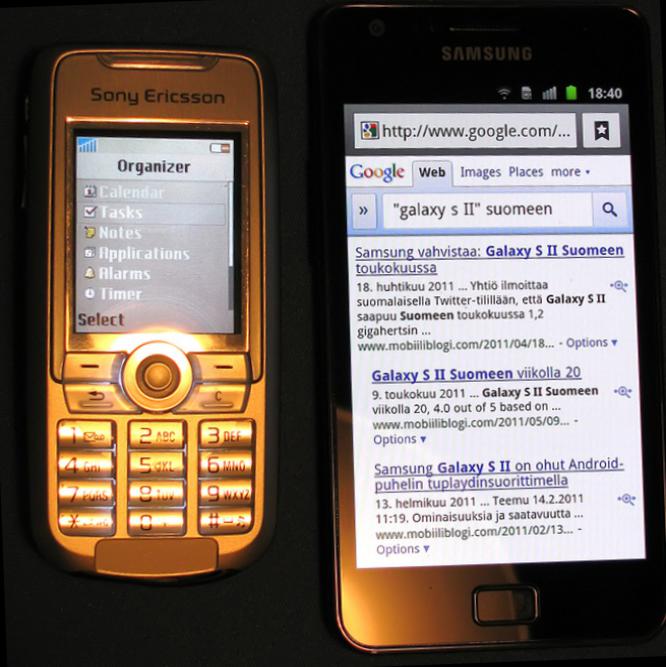 Sony Ericsson
Organizer
Calendar
Tasks
Notes
Applications
Alarms
Timer
Select
C
1
2 ABC
3 DEF
4 GHI
5 JKL
6 MNO
7 PQRS
8 TUV
9 WXYZ
*
0
#
SAMSUNG
18:40
http://www.google.com/...
Google Web Images Places more
» "galaxy s II" suomeen
Samsung vahvistaa: Galaxy S II Suomeen
toukokuussa
18. huhtikuu 2011 ... Yhtiö ilmoittaa
suomalaisella Twitter-tilillään, että Galaxy S II
saapuu Suomeen toukokuussa 1,2
gigahertsin ...
www.mobiiliblogi.com/2011/04/18... - Options ▾
Galaxy S II Suomeen viikolla 20
9. toukokuu 2011 ... Galaxy S II Suomeen
viikolla 20, 4.0 out of 5 based on ...
www.mobiiliblogi.com/2011/05/09... -
Options ▾
Samsung Galaxy S II on ohut Android-
puhelin tuplaydinsuorittimella
13. helmikuu 2011 ... Teemu 14.2.2011
11:19. Ominaisuuksia ja saatavuutta ...
www.mobiiliblogi.com/2011/02/13... -
Options ▾